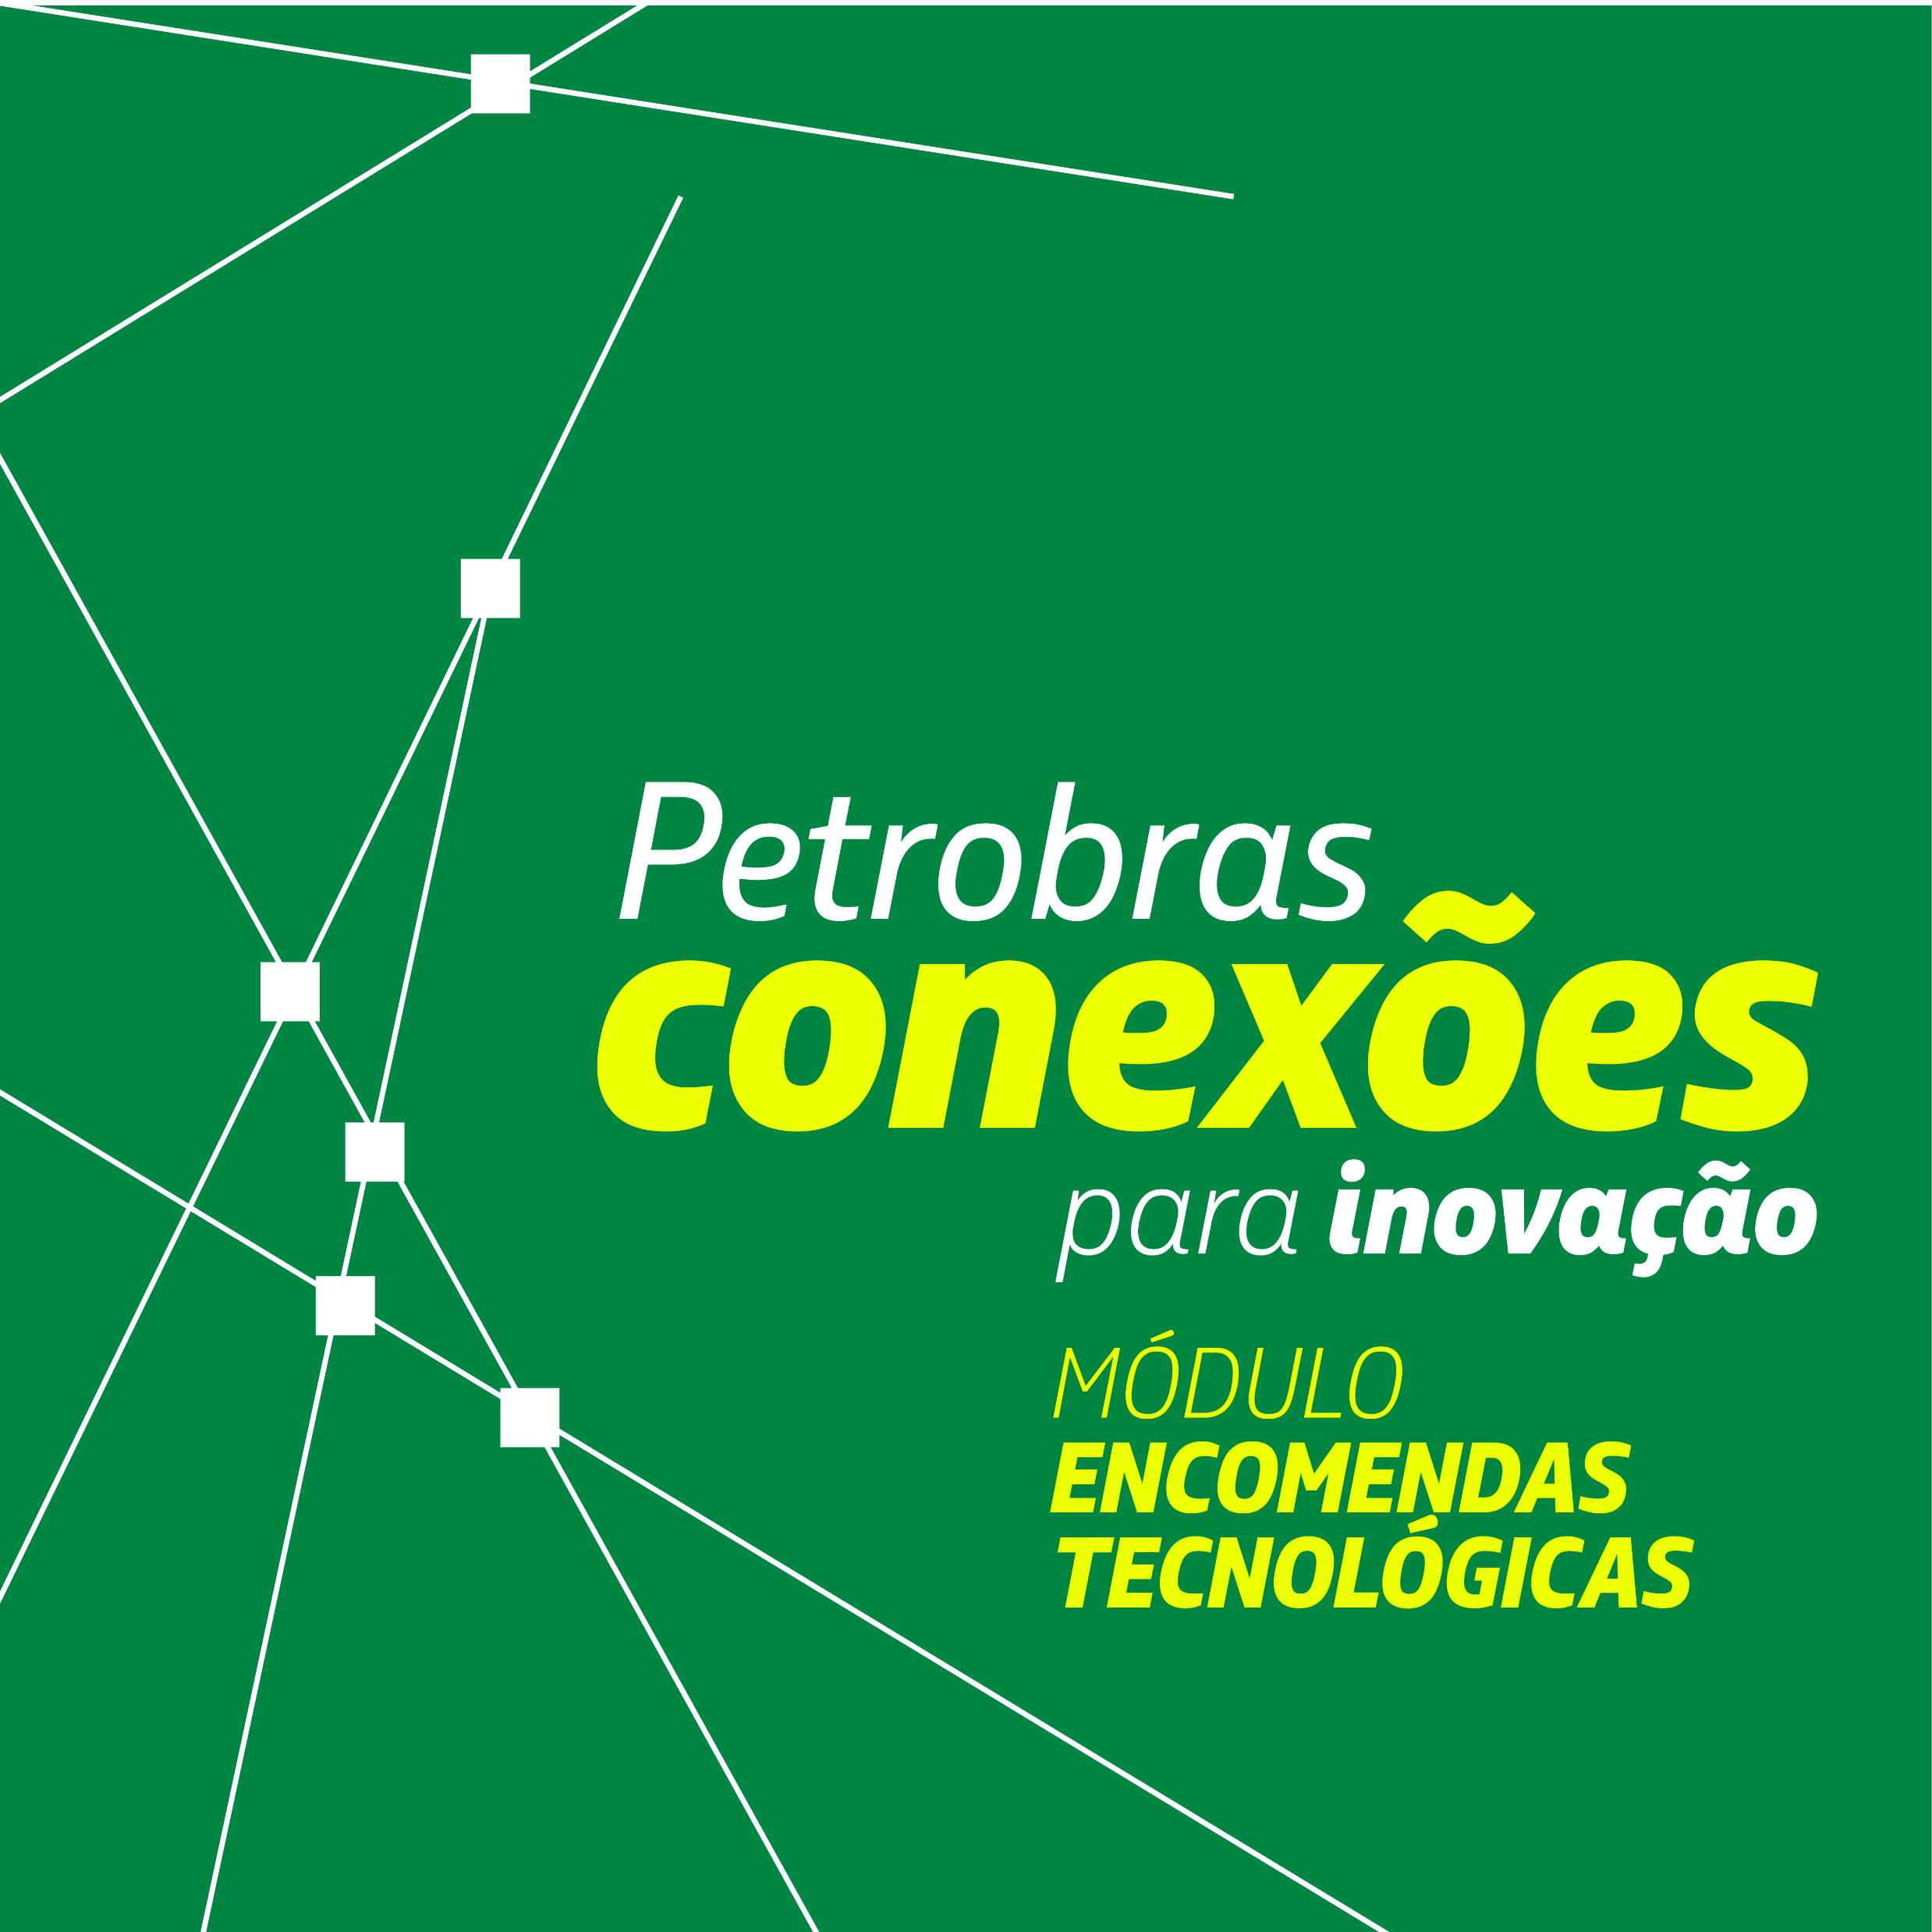 Petrobras
conexões
para inovação
MÓDULO
ENCOMENDAS
TECNOLÓGICAS